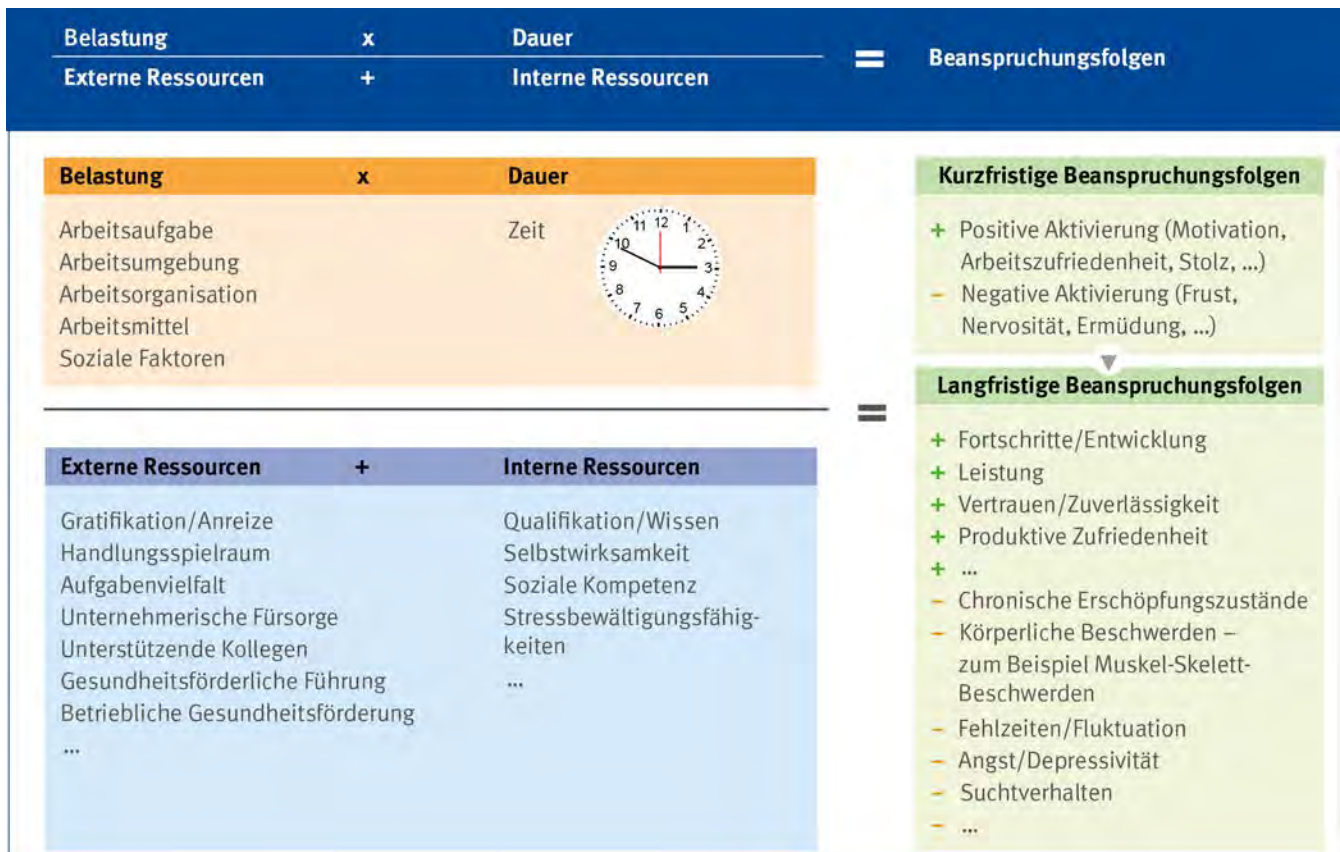 Belastung x Dauer
= Beanspruchungsfolgen
Externe Ressourcen + Interne Ressourcen
Belastung x Dauer
Arbeitsaufgabe
Arbeitsumgebung
Arbeitsorganisation
Arbeitsmittel
Soziale Faktoren
Zeit
12
1
2
3
4
5
6
7
8
9
10
11
Externe Ressourcen + Interne Ressourcen
Gratifikation/Anreize
Handlungsspielraum
Aufgabenvielfalt
Unternehmerische Fürsorge
Unterstützende Kollegen
Gesundheitsförderliche Führung
Betriebliche Gesundheitsförderung
...
Qualifikation/Wissen
Selbstwirksamkeit
Soziale Kompetenz
Stressbewältigungsfähig-
keiten
...
=
Kurzfristige Beanspruchungsfolgen
+ Positive Aktivierung (Motivation,
Arbeitszufriedenheit, Stolz, ...)
– Negative Aktivierung (Frust,
Nervosität, Ermüdung, ...)
Langfristige Beanspruchungsfolgen
+ Fortschritte/Entwicklung
+ Leistung
+ Vertrauen/Zuverlässigkeit
+ Produktive Zufriedenheit
+ ...
– Chronische Erschöpfungszustände
– Körperliche Beschwerden –
zum Beispiel Muskel-Skelett-
Beschwerden
– Fehlzeiten/Fluktuation
– Angst/Depressivität
– Suchtverhalten
– ...